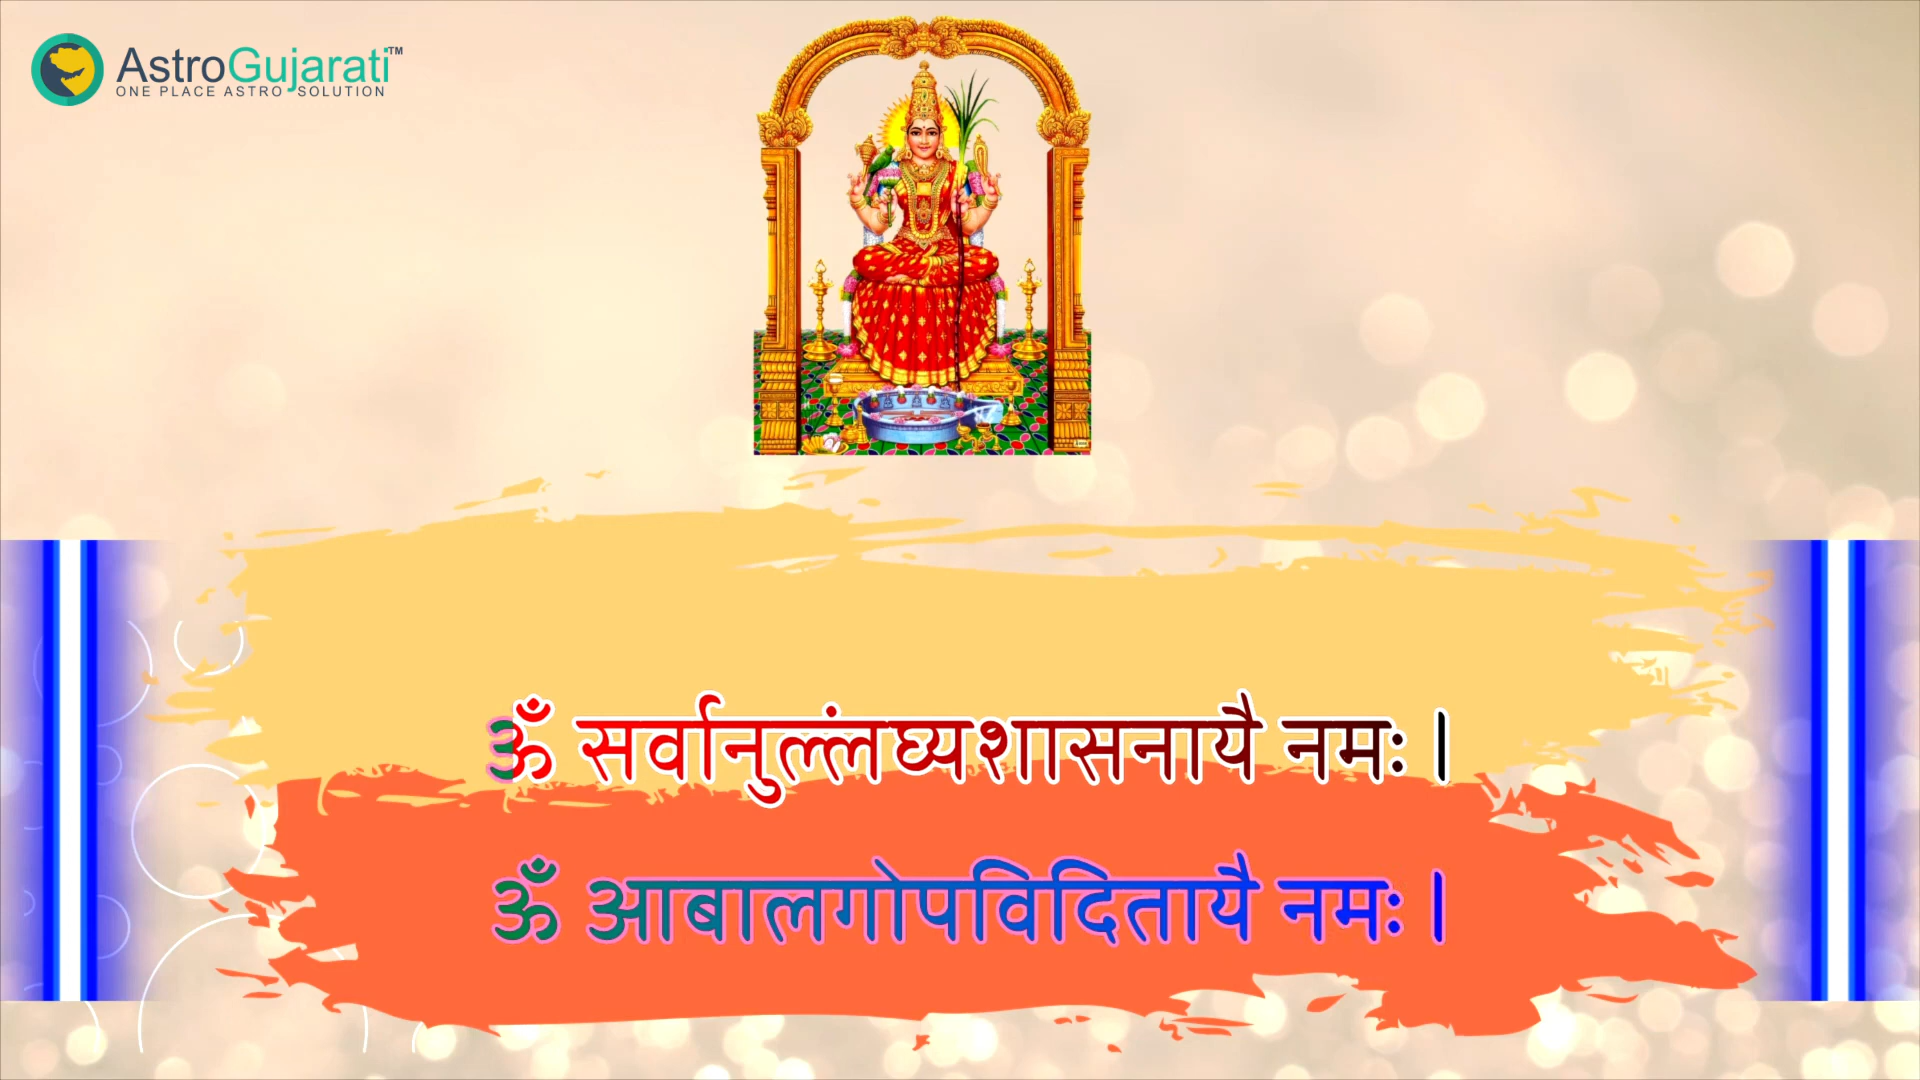 AstroGujarati™
ONE PLACE ASTRO SOLUTION
ॐ सर्वानुल्लंघ्यशासनायै नमः।
ॐ आबालगोपविदितायै नमः।